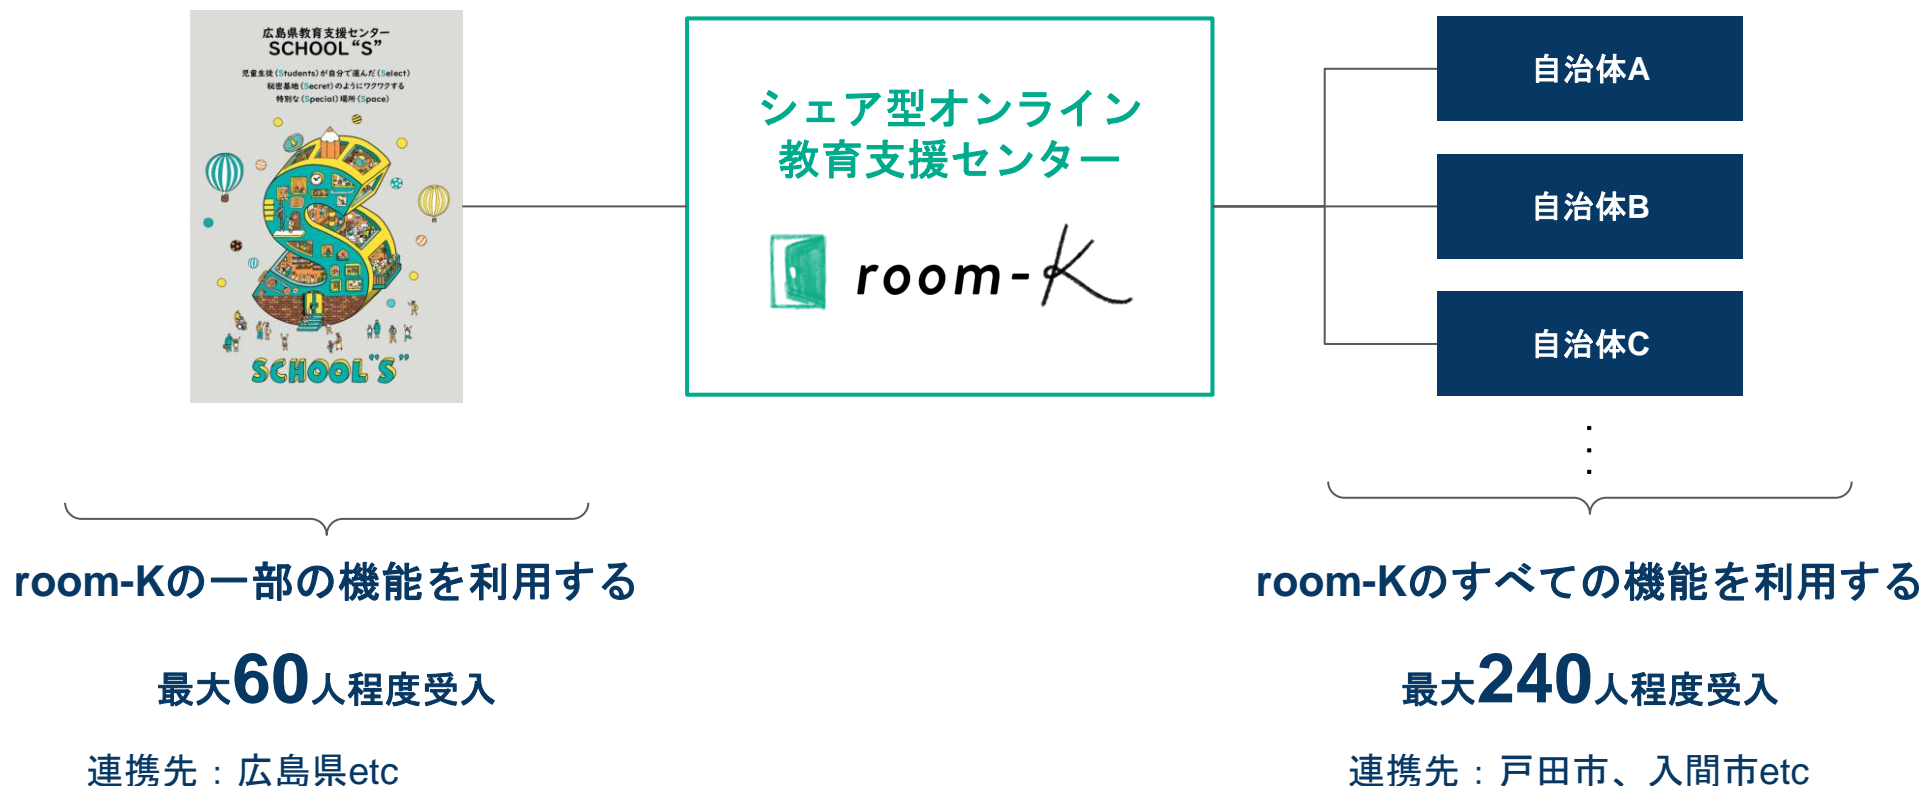 広島県教育支援センター
SCHOOL “S”
児童生徒（Students）が自分で選んだ（Select）
秘密基地（Secret）のようにワクワクする
特別な（Special）場所（Space）
SCHOOL “S”
シェア型オンライン
教育支援センター
room-K
自治体A
自治体B
自治体C
room-Kの一部の機能を利用する
最大60人程度受入
連携先：広島県etc
room-Kのすべての機能を利用する
最大240人程度受入
連携先：戸田市、入間市etc